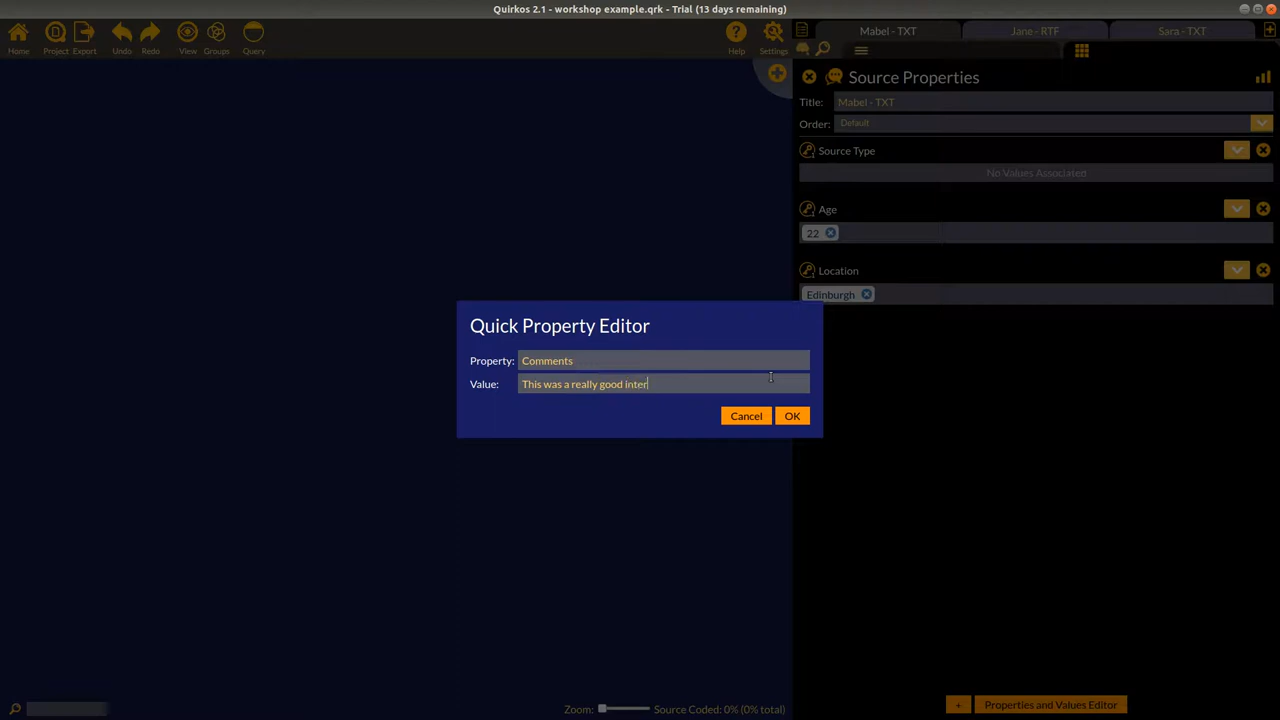 Quirkos 2.1 - workshop example.qrk - Trial (13 days remaining)
Home Project Export Undo Redo View Groups Query Help Settings
Mabel - TXT Jane - RTF Sara - TXT
Source Properties
Title: Mabel - TXT
Order: Default
Source Type
No Values Associated
Age
22
Location
Edinburgh
Quick Property Editor
Property: Comments
Value: This was a really good inter
Cancel OK
Zoom: Source Coded: 0% (0% total)
+ Properties and Values Editor